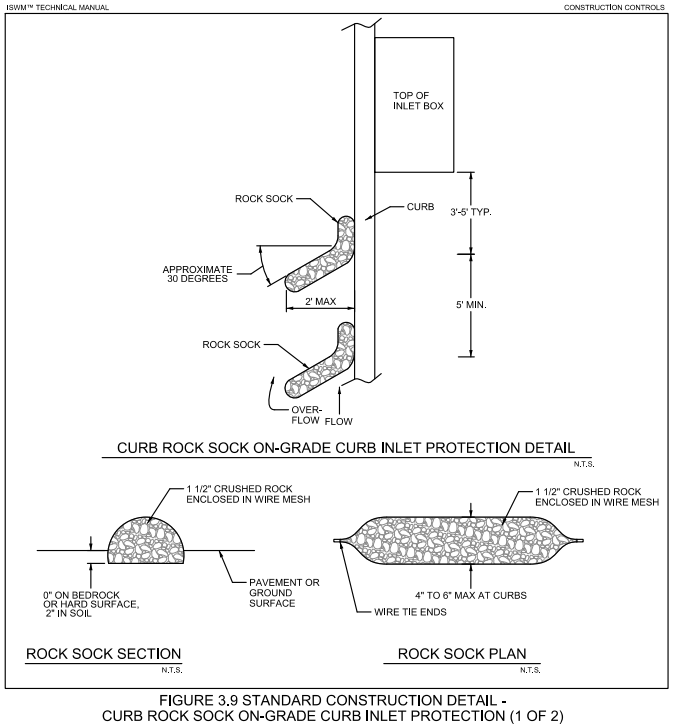 ISWM™ TECHNICAL MANUAL
CONSTRUCTION CONTROLS
TOP OF
INLET BOX
ROCK SOCK
CURB
3'-5' TYP.
APPROXIMATE
30 DEGREES
2' MAX
5' MIN.
ROCK SOCK
OVER-
FLOW
FLOW
CURB ROCK SOCK ON-GRADE CURB INLET PROTECTION DETAIL
N.T.S.
1 1/2" CRUSHED ROCK
ENCLOSED IN WIRE MESH
0" ON BEDROCK
OR HARD SURFACE,
2" IN SOIL
PAVEMENT OR
GROUND
SURFACE
ROCK SOCK SECTION
N.T.S.
1 1/2" CRUSHED ROCK
ENCLOSED IN WIRE MESH
4" TO 6" MAX AT CURBS
WIRE TIE ENDS
ROCK SOCK PLAN
N.T.S.
FIGURE 3.9 STANDARD CONSTRUCTION DETAIL -
CURB ROCK SOCK ON-GRADE CURB INLET PROTECTION (1 OF 2)